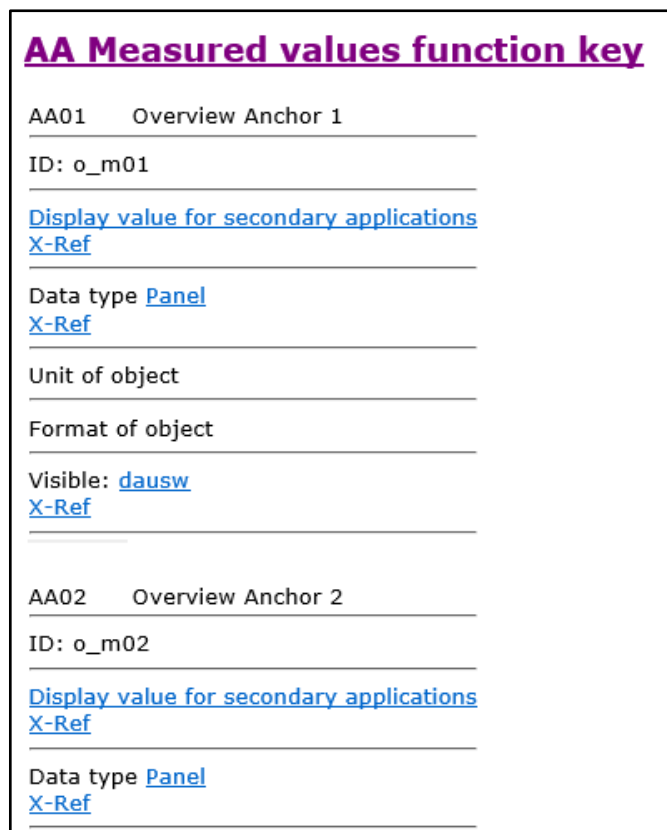 AA Measured values function key
AA01 Overview Anchor 1
ID: o_m01
Display value for secondary applications
X-Ref
Data type Panel
X-Ref
Unit of object
Format of object
Visible: dausw
X-Ref
AA02 Overview Anchor 2
ID: o_m02
Display value for secondary applications
X-Ref
Data type Panel
X-Ref